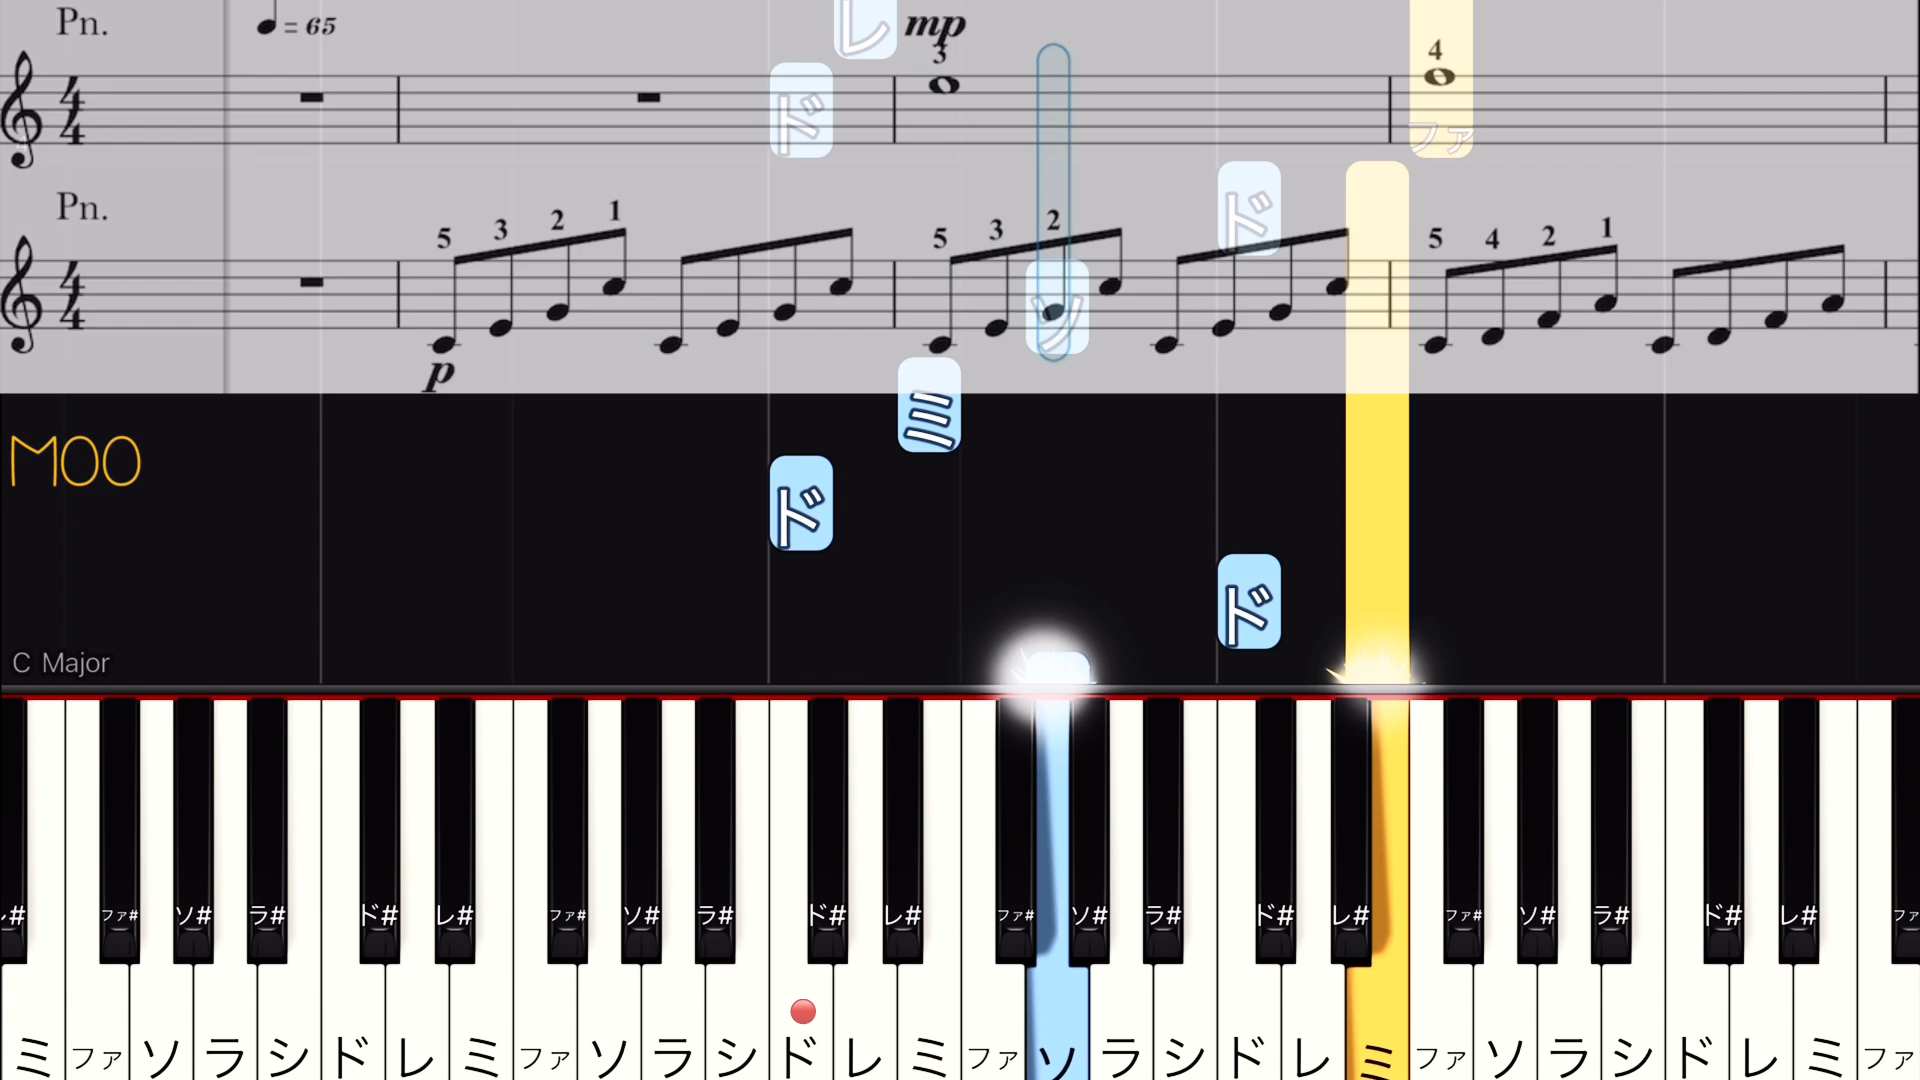 レ mp
Pn. ♩ = 65
3 4
4
4
ド
ファ
Pn.
5 3 2 1 5 3 2 5 4 2 1
4
4
ド
ソ
p
ミ
MOO
ド
ド
C Major
ファ# ソ# ラ# ド# レ# ファ# ソ# ラ# ド# レ# ファ# ソ# ラ# ド# レ# ファ# ソ# ラ# ド# レ#
ミ ファ ソ ラ シ ド レ ミ ファ ソ ラ シ ド レ ミ ファ ソ ラ シ ド レ ミ ファ ソ ラ シ ド レ ミ ファ